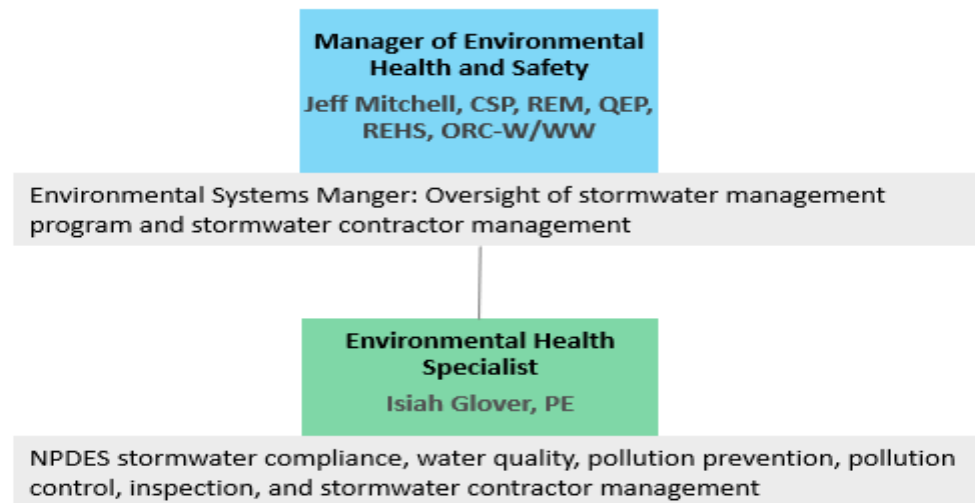 Manager of Environmental
Health and Safety
Jeff Mitchell, CSP, REM, QEP,
REHS, ORC-W/WW
Environmental Systems Manger: Oversight of stormwater management
program and stormwater contractor management
Environmental Health
Specialist
Isiah Glover, PE
NPDES stormwater compliance, water quality, pollution prevention, pollution
control, inspection, and stormwater contractor management